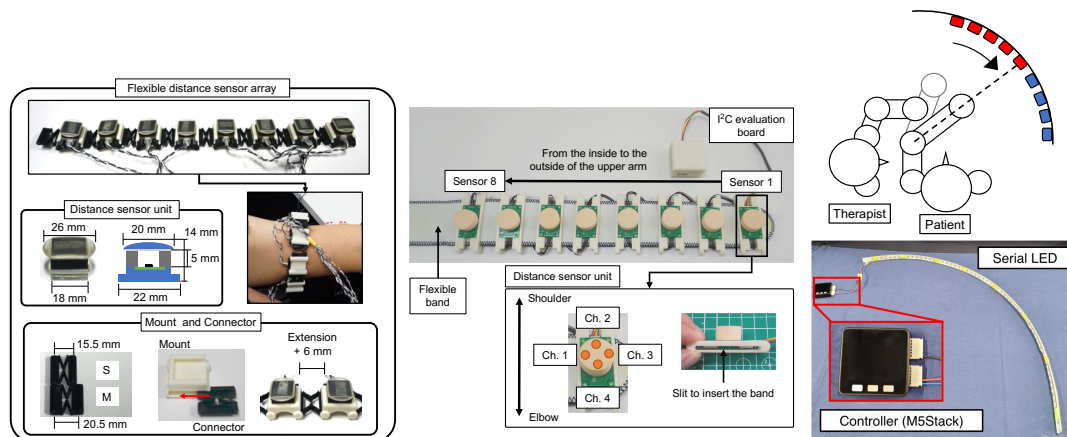 Flexible distance sensor array
Distance sensor unit
26 mm
20 mm
14 mm
5 mm
18 mm
22 mm
Mount and Connector
15.5 mm
S
M
20.5 mm
Mount
Connector
Extension
+ 6 mm
I²C evaluation
board
From the inside to the
outside of the upper arm
Sensor 8
Sensor 1
Flexible
band
Distance sensor unit
Shoulder
Ch. 2
Ch. 1
Ch. 3
Ch. 4
Elbow
Slit to insert the band
Therapist
Patient
Serial LED
Controller (M5Stack)